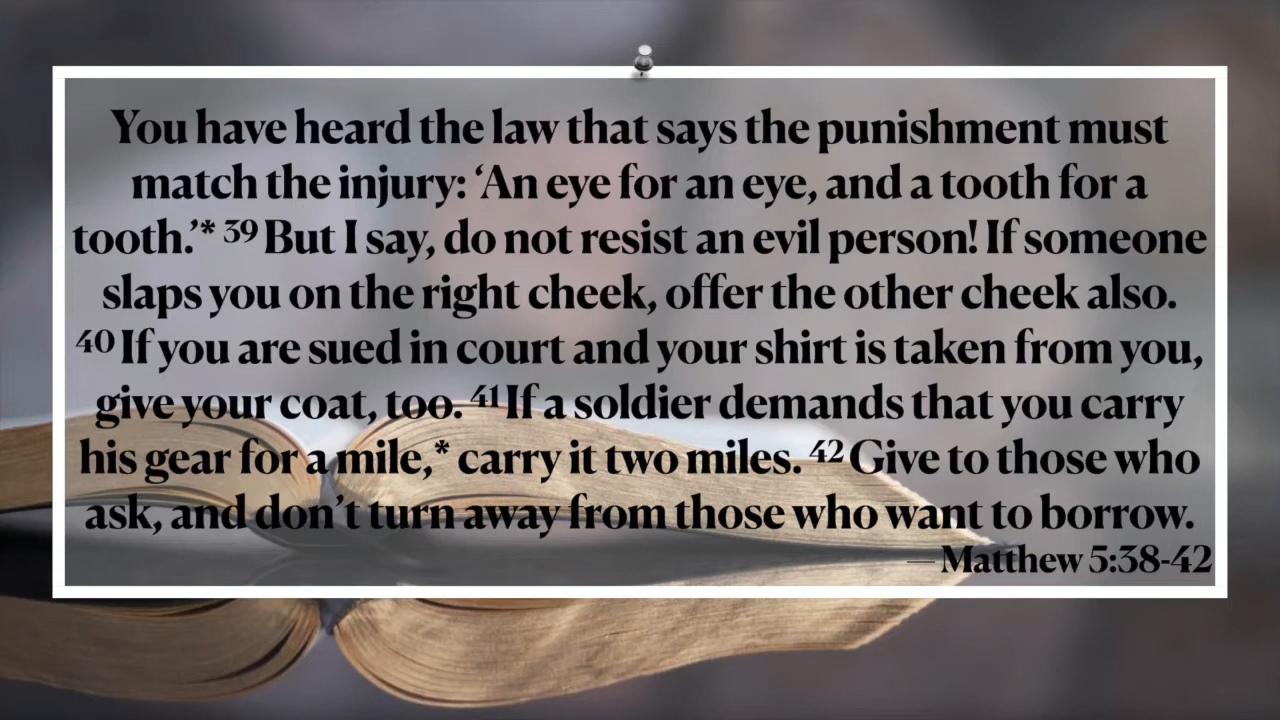 You have heard the law that says the punishment must
match the injury: ‘An eye for an eye, and a tooth for a
tooth.’* 39 But I say, do not resist an evil person! If someone
slaps you on the right cheek, offer the other cheek also.
40 If you are sued in court and your shirt is taken from you,
give your coat, too. 41 If a soldier demands that you carry
his gear for a mile,* carry it two miles. 42 Give to those who
ask, and don’t turn away from those who want to borrow.
— Matthew 5:38-42